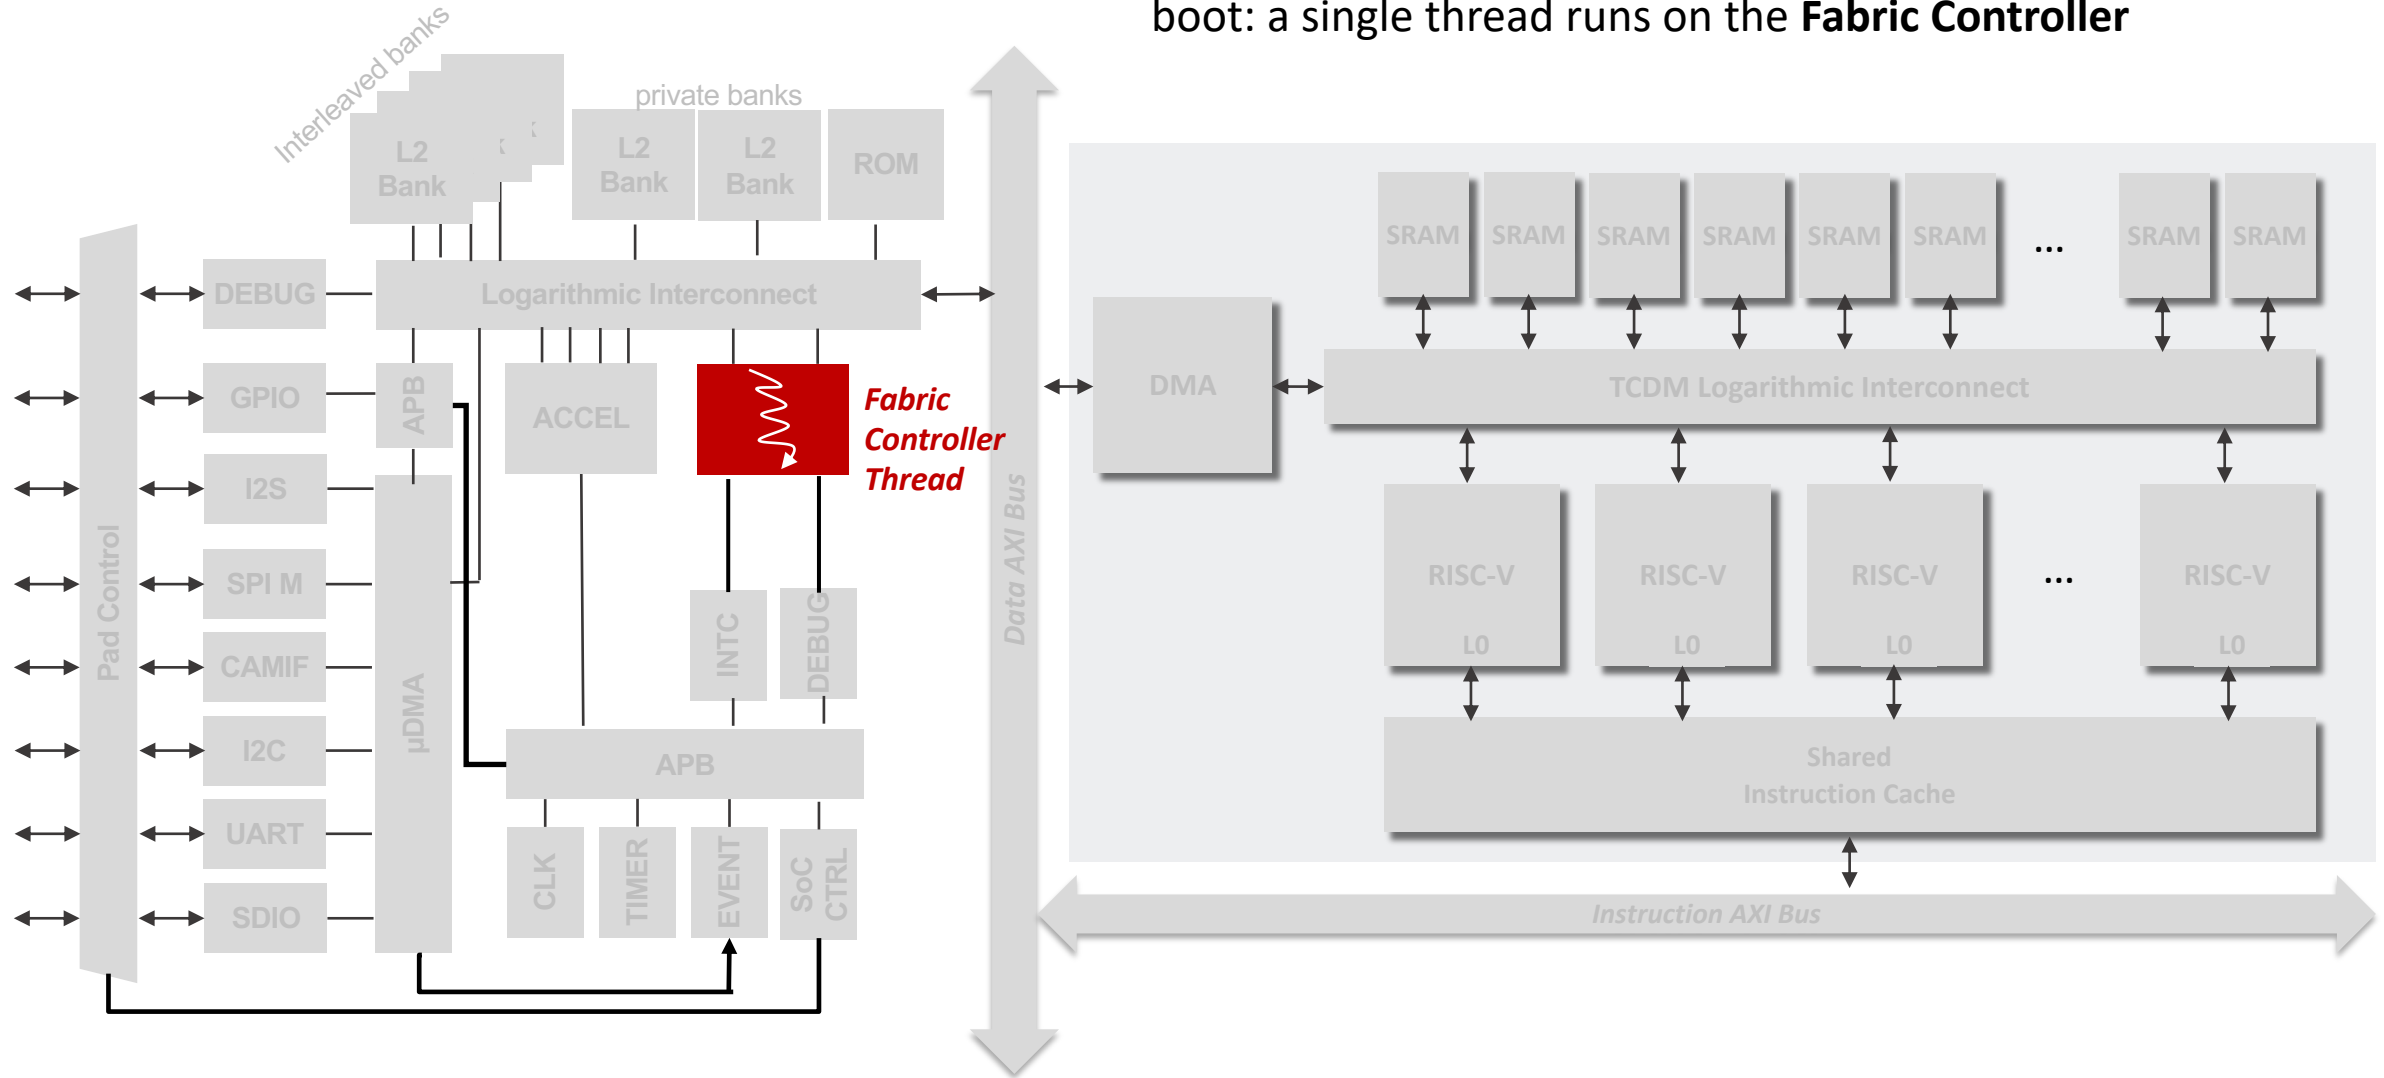 boot: a single thread runs on the Fabric Controller
Interleaved banks
private banks
L2
Bank
k
k
L2
Bank
L2
Bank
ROM
DEBUG
Logarithmic Interconnect
GPIO
APB
ACCEL
Fabric
Controller
Thread
I2S
Pad Control
SPI M
CAMIF
µDMA
INTC
DEBUG
I2C
APB
UART
CLK
TIMER
EVENT
SoC
CTRL
SDIO
Data AXI Bus
SRAM SRAM SRAM SRAM SRAM SRAM ... SRAM SRAM
DMA
TCDM Logarithmic Interconnect
RISC-V RISC-V RISC-V ... RISC-V
L0 L0 L0 L0
Shared
Instruction Cache
Instruction AXI Bus